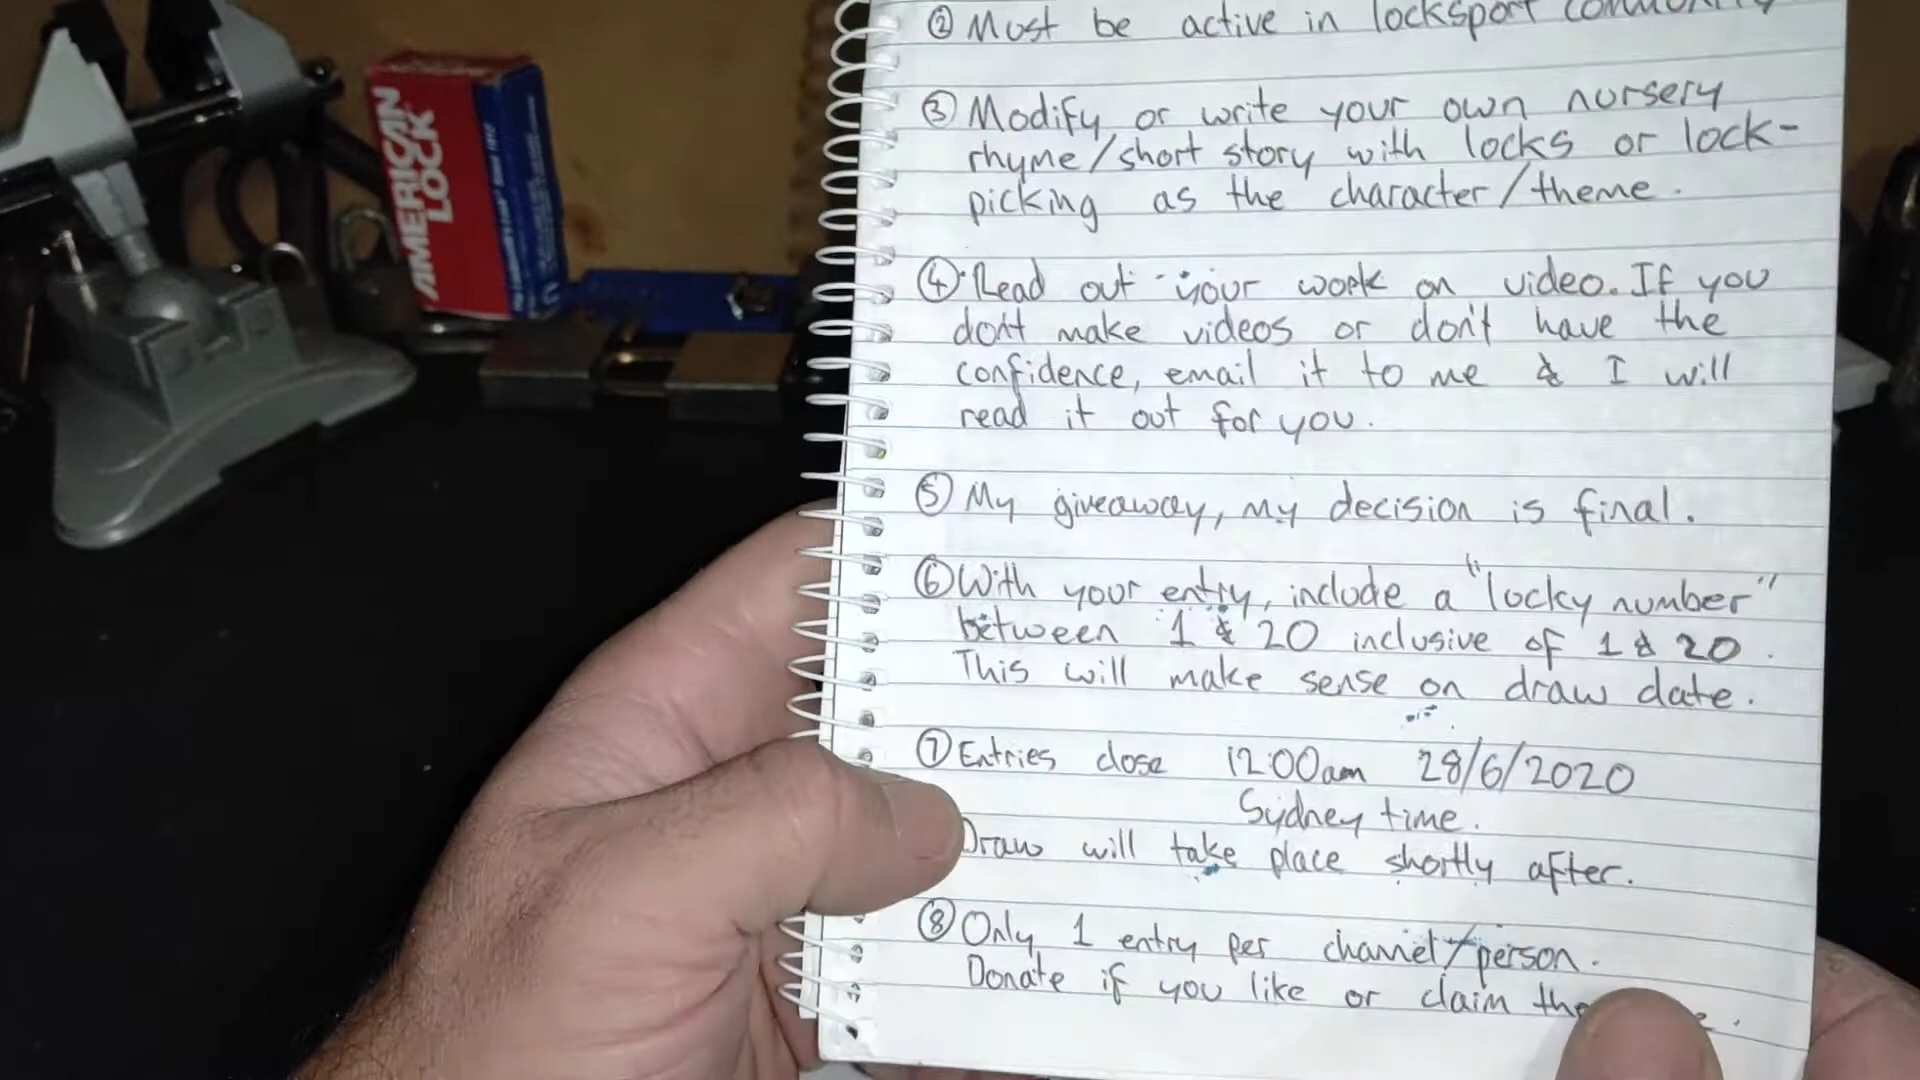 AMERICAN
LOCK
② Must be active in locksport community
③ Modify or write your own nursery
rhyme/short story with locks or lock-
picking as the character/theme.
④ Read out your work on video. If you
don't make videos or don't have the
confidence, email it to me & I will
read it out for you.
⑤ My giveaway, my decision is final.
⑥ With your entry, include a "locky number"
between 1 & 20 inclusive of 1 & 20.
This will make sense on draw date.
⑦ Entries close 12:00am 28/6/2020
Sydney time.
Draw will take place shortly after.
⑧ Only 1 entry per channel/person.
Donate if you like or claim